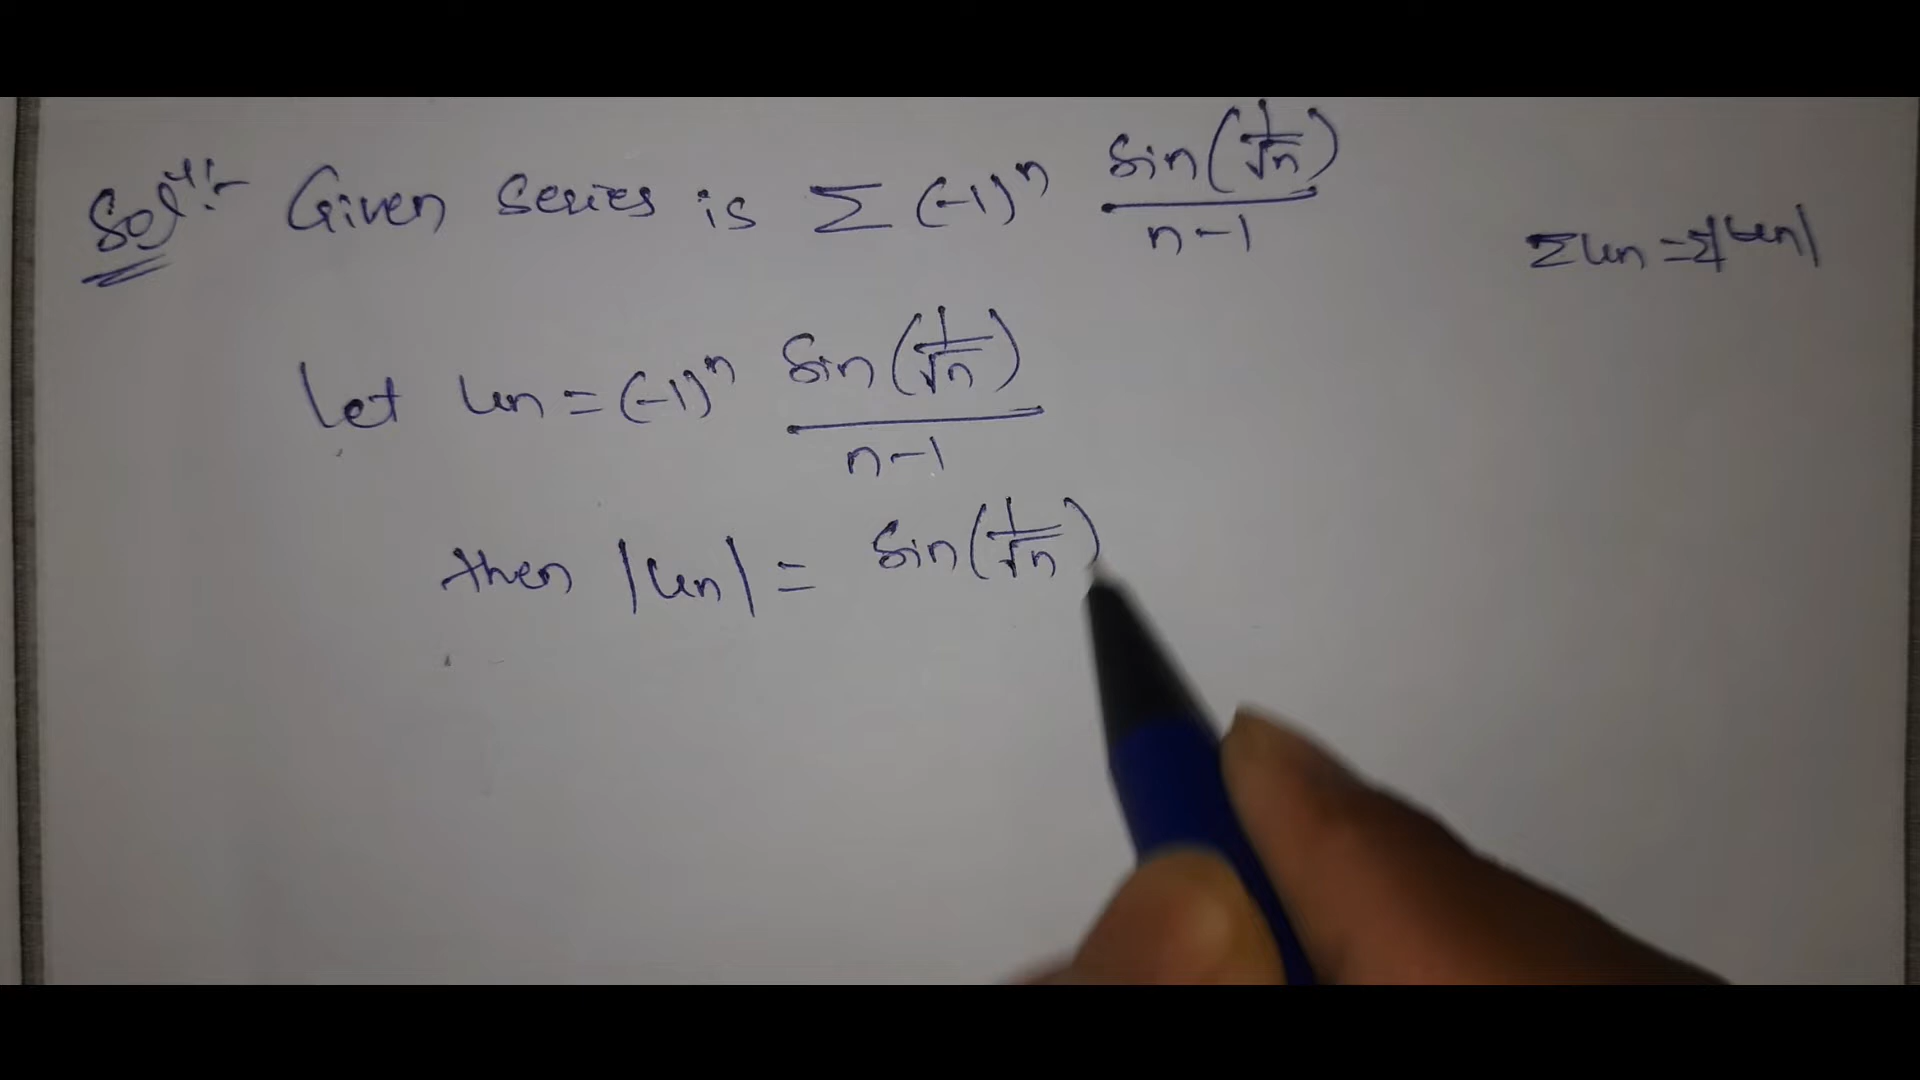 Solⁿ:- Given Series is Σ (-1)ⁿ sin(1/√n) / n-1
Σun = Σ|un|
Let un = (-1)ⁿ Sin(1/√n) / n-1
then |un| = Sin(1/√n)